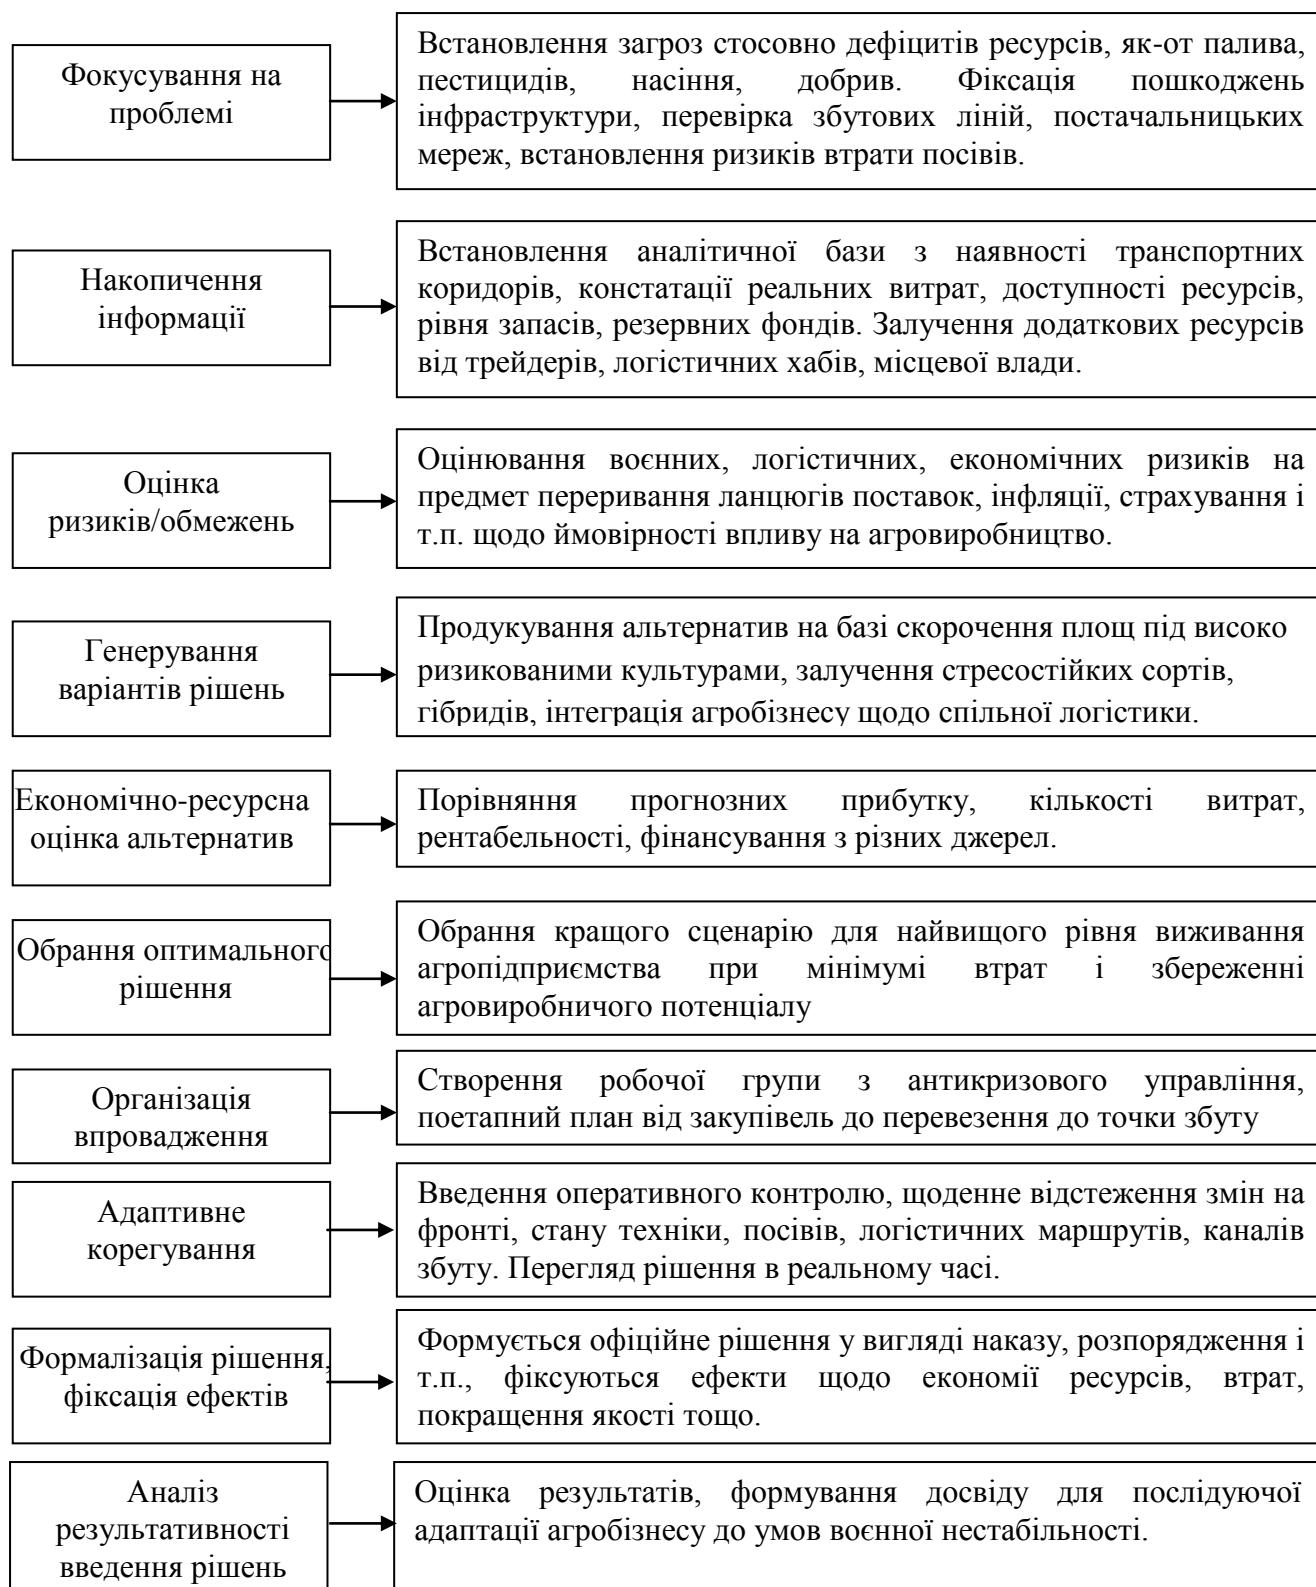 Фокусування на
проблемі
Встановлення загроз стосовно дефіцитів ресурсів, як-от палива,
пестицидів, насіння, добрив. Фіксація пошкоджень
інфраструктури, перевірка збутових ліній, постачальницьких
мереж, встановлення ризиків втрати посівів.
Накопичення
інформації
Встановлення аналітичної бази з наявності транспортних
коридорів, констатації реальних витрат, доступності ресурсів,
рівня запасів, резервних фондів. Залучення додаткових ресурсів
від трейдерів, логістичних хабів, місцевої влади.
Оцінка
ризиків/обмежень
Оцінювання воєнних, логістичних, економічних ризиків на
предмет переривання ланцюгів поставок, інфляції, страхування і
т.п. щодо ймовірності впливу на агровиробництво.
Генерування
варіантів рішень
Продукування альтернатив на базі скорочення площ під високо
ризикованими культурами, залучення стресостійких сортів,
гібридів, інтеграція агробізнесу щодо спільної логістики.
Економічно-ресурсна
оцінка альтернатив
Порівняння прогнозних прибутку, кількості витрат,
рентабельності, фінансування з різних джерел.
Обрання оптимального
рішення
Обрання кращого сценарію для найвищого рівня виживання
агропідприємства при мінімумі втрат і збереженні
агровиробничого потенціалу
Організація
впровадження
Створення робочої групи з антикризового управління,
поетапний план від закупівель до перевезення до точки збуту
Адаптивне
корегування
Введення оперативного контролю, щоденне відстеження змін на
фронті, стану техніки, посівів, логістичних маршрутів, каналів
збуту. Перегляд рішення в реальному часі.
Формалізація рішення,
фіксація ефектів
Формується офіційне рішення у вигляді наказу, розпорядження і
т.п., фіксуються ефекти щодо економії ресурсів, втрат,
покращення якості тощо.
Аналіз
результативності
введення рішень
Оцінка результатів, формування досвіду для послідуючої
адаптації агробізнесу до умов воєнної нестабільності.